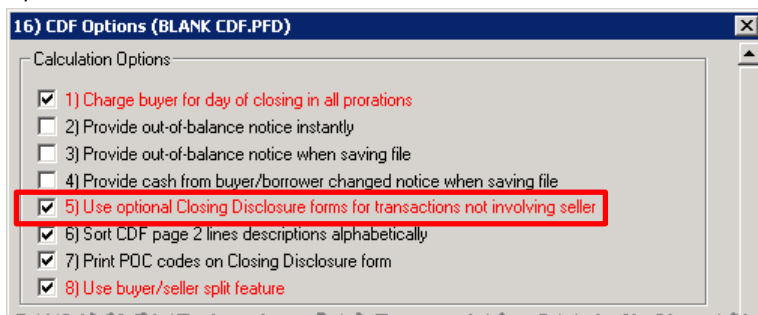 16) CDF Options (BLANK CDF.PFD)
Calculation Options
1) Charge buyer for day of closing in all prorations
2) Provide out-of-balance notice instantly
3) Provide out-of-balance notice when saving file
4) Provide cash from buyer/borrower changed notice when saving file
5) Use optional Closing Disclosure forms for transactions not involving seller
6) Sort CDF page 2 lines descriptions alphabetically
7) Print POC codes on Closing Disclosure form
8) Use buyer/seller split feature